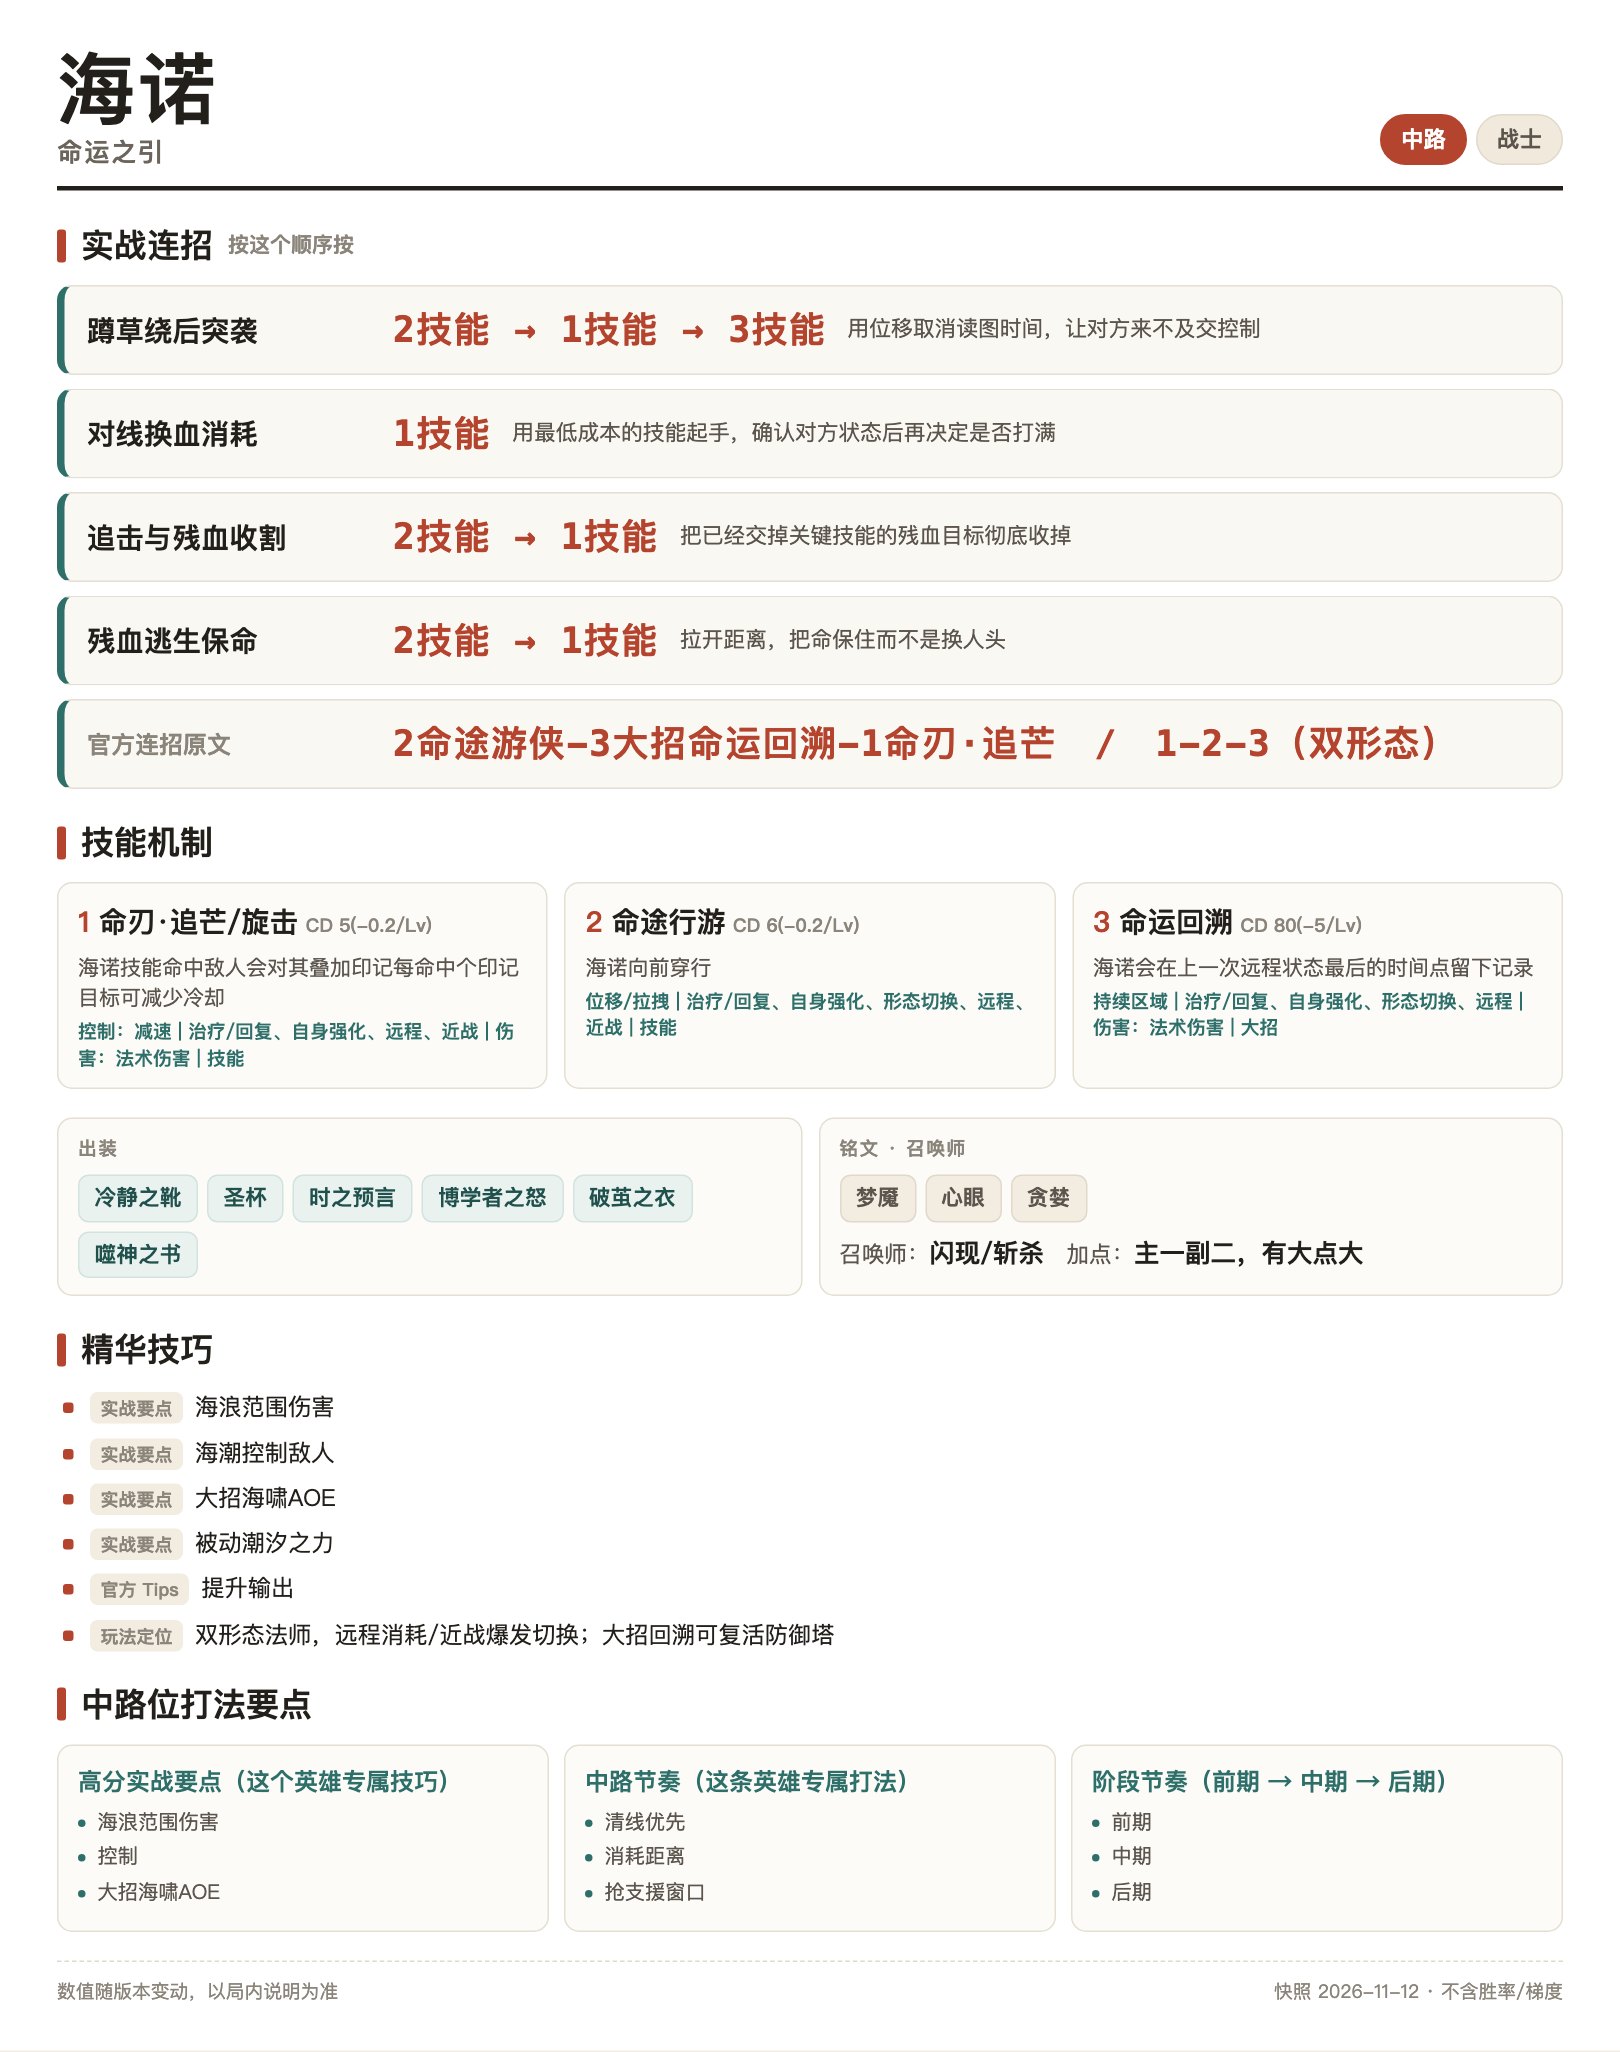 海诺
命运之引
中路 战士
实战连招 按这个顺序按
蹲草绕后突袭 2技能 → 1技能 → 3技能 用位移取消读图时间，让对方来不及交控制
对线换血消耗 1技能 用最低成本的技能起手，确认对方状态后再决定是否打满
追击与残血收割 2技能 → 1技能 把已经交掉关键技能的残血目标彻底收掉
残血逃生保命 2技能 → 1技能 拉开距离，把命保住而不是换人头
官方连招原文 2命途游侠–3大招命运回溯–1命刃·追芒 / 1–2–3（双形态）
技能机制
1 命刃·追芒/旋击 CD 5(−0.2/Lv)
海诺技能命中敌人会对其叠加印记每命中个印记
目标可减少冷却
控制：减速 | 治疗/回复、自身强化、远程、近战 | 伤
害：法术伤害 | 技能
2 命途行游 CD 6(−0.2/Lv)
海诺向前穿行
位移/拉拽 | 治疗/回复、自身强化、形态切换、远程、
近战 | 技能
3 命运回溯 CD 80(−5/Lv)
海诺会在上一次远程状态最后的时间点留下记录
持续区域 | 治疗/回复、自身强化、形态切换、远程 |
伤害：法术伤害 | 大招
出装
冷静之靴 圣杯 时之预言 博学者之怒 破茧之衣
噬神之书
铭文 · 召唤师
梦魇 心眼 贪婪
召唤师：闪现/斩杀 加点：主一副二，有大点大
精华技巧
实战要点 海浪范围伤害
实战要点 海潮控制敌人
实战要点 大招海啸AOE
实战要点 被动潮汐之力
官方 Tips 提升输出
玩法定位 双形态法师，远程消耗/近战爆发切换；大招回溯可复活防御塔
中路位打法要点
高分实战要点（这个英雄专属技巧）
海浪范围伤害
控制
大招海啸AOE
中路节奏（这条英雄专属打法）
清线优先
消耗距离
抢支援窗口
阶段节奏（前期 → 中期 → 后期）
前期
中期
后期
数值随版本变动，以局内说明为准
快照 2026–11–12 · 不含胜率/梯度